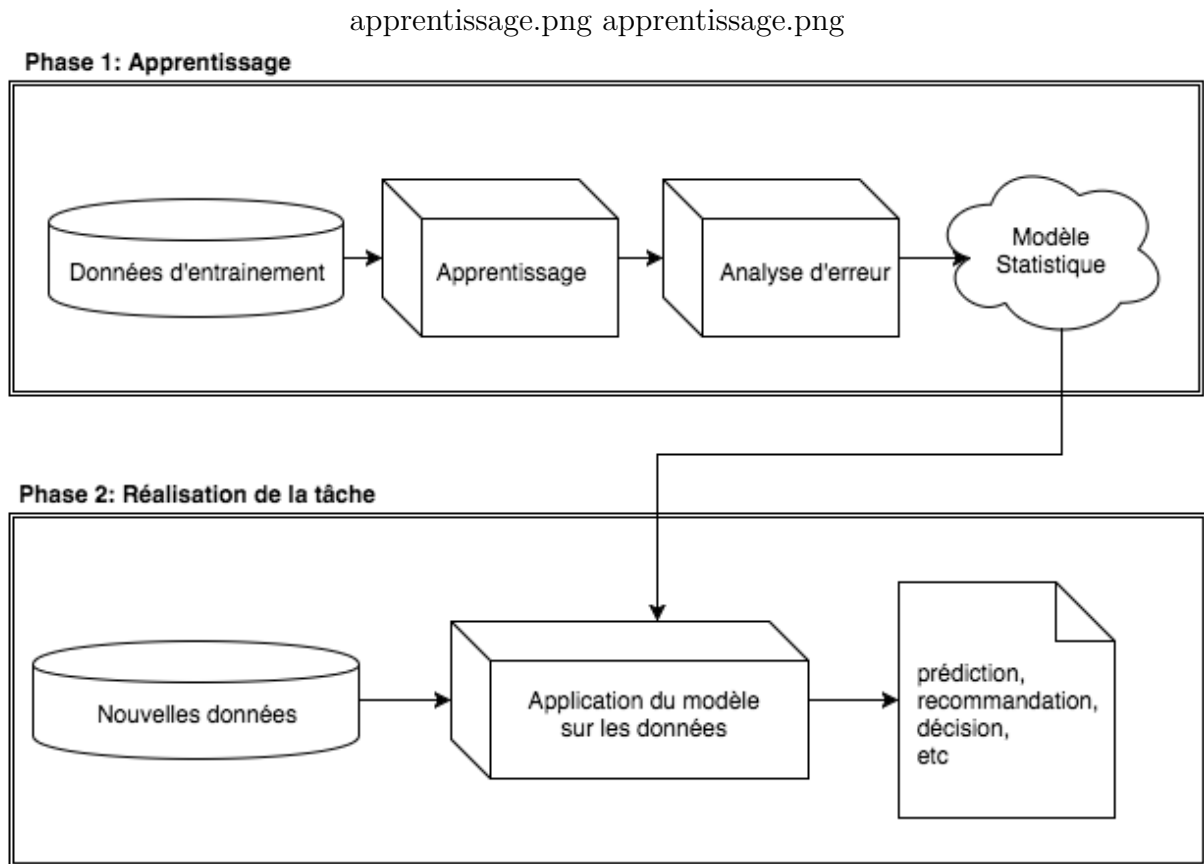 apprentissage.png apprentissage.png
Phase 1: Apprentissage
Données d'entrainement
Apprentissage
Analyse d'erreur
Modèle
Statistique
Phase 2: Réalisation de la tâche
Nouvelles données
Application du modèle
sur les données
prédiction,
recommandation,
décision,
etc